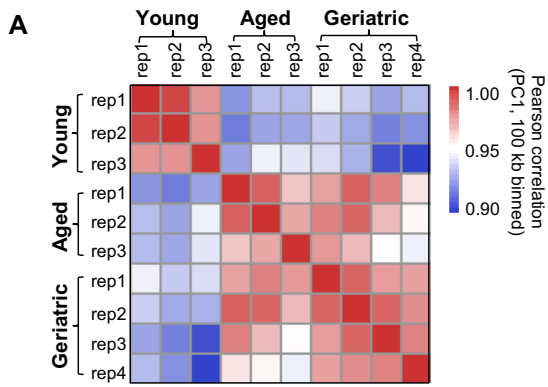 A
Young Aged Geriatric
rep1 rep2 rep3 rep1 rep2 rep3 rep1 rep2 rep3 rep4
Young
rep1
rep2
rep3
Aged
rep1
rep2
rep3
Geriatric
rep1
rep2
rep3
rep4
1.00
0.95
0.90
Pearson correlation
(PC1, 100 kb binned)